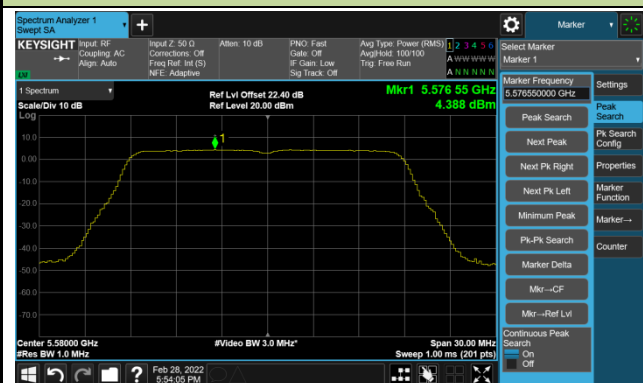 Spectrum Analyzer 1
Swept SA
+
Marker
KEYSIGHT
Input: RF
Coupling: AC
Align: Auto
Input Z: 50 Ω
Corrections: Off
Freq Ref: Int (S)
NFE: Adaptive
Atten: 10 dB
PNO: Fast
Gate: Off
IF Gain: Low
Sig Track: Off
Avg Type: Power (RMS)
Avg|Hold: 100/100
Trig: Free Run
1 2 3 4 5 6
A W W W W W
A N N N N N
Select Marker
Marker 1
LXI
1 Spectrum
Scale/Div 10 dB
Log
Ref Lvl Offset 22.40 dB
Ref Level 20.00 dBm
Mkr1 5.576 55 GHz
4.388 dBm
1
10.0
0.00
-10.0
-20.0
-30.0
-40.0
-50.0
-60.0
-70.0
Center 5.58000 GHz
#Res BW 1.0 MHz
#Video BW 3.0 MHz*
Span 30.00 MHz
Sweep 1.00 ms (201 pts)
Marker Frequency
5.576550000 GHz
Peak Search
Next Peak
Next Pk Right
Next Pk Left
Minimum Peak
Pk-Pk Search
Marker Delta
Mkr→CF
Mkr→Ref Lvl
Continuous Peak
Search
On
Off
Settings
Peak
Search
Pk Search
Config
Properties
Marker
Function
Marker→
Counter
?
Feb 28, 2022
5:54:05 PM